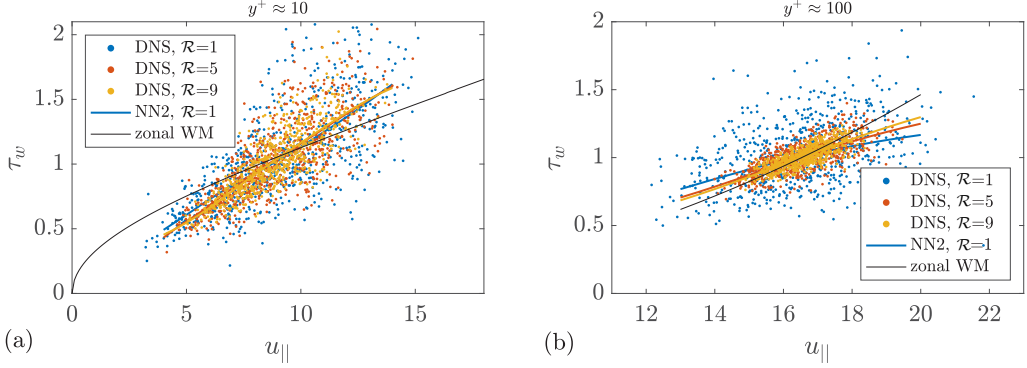 y⁺ ≈ 10
2
1.5
1
0.5
0
τ_w
0 5 10 15
u_||
(a)
DNS, R=1
DNS, R=5
DNS, R=9
NN2, R=1
zonal WM
y⁺ ≈ 100
2
1.5
1
0.5
0
τ_w
12 14 16 18 20 22
u_||
(b)
DNS, R=1
DNS, R=5
DNS, R=9
NN2, R=1
zonal WM